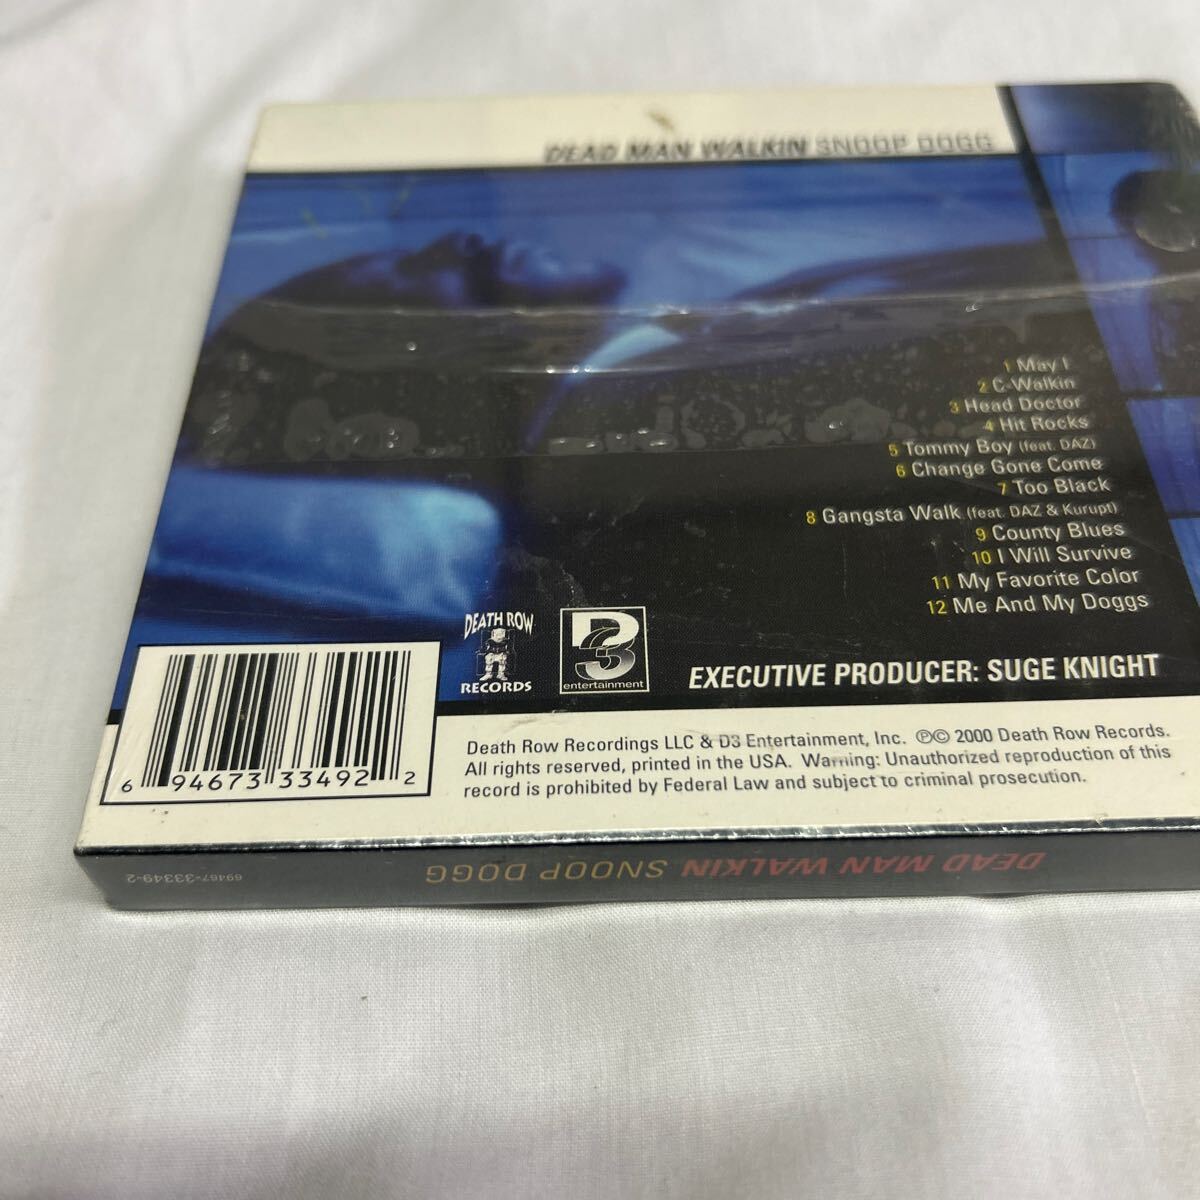 DEAD MAN WALKIN SNOOP DOGG
1 May I
2 C-Walkin
3 Head Doctor
4 Hit Rocks
5 Tommy Boy (feat. DAZ)
6 Change Gone Come
7 Too Black
8 Gangsta Walk (feat. DAZ & Kurupt)
9 County Blues
10 I Will Survive
11 My Favorite Color
12 Me And My Doggs
DEATH ROW
RECORDS
D3
entertainment
EXECUTIVE PRODUCER: SUGE KNIGHT
6 94673 33492 2
Death Row Recordings LLC & D3 Entertainment, Inc. ℗© 2000 Death Row Records.
All rights reserved, printed in the USA. Warning: Unauthorized reproduction of this
record is prohibited by Federal Law and subject to criminal prosecution.
DEAD MAN WALKIN SNOOP DOGG
69467-33349-2